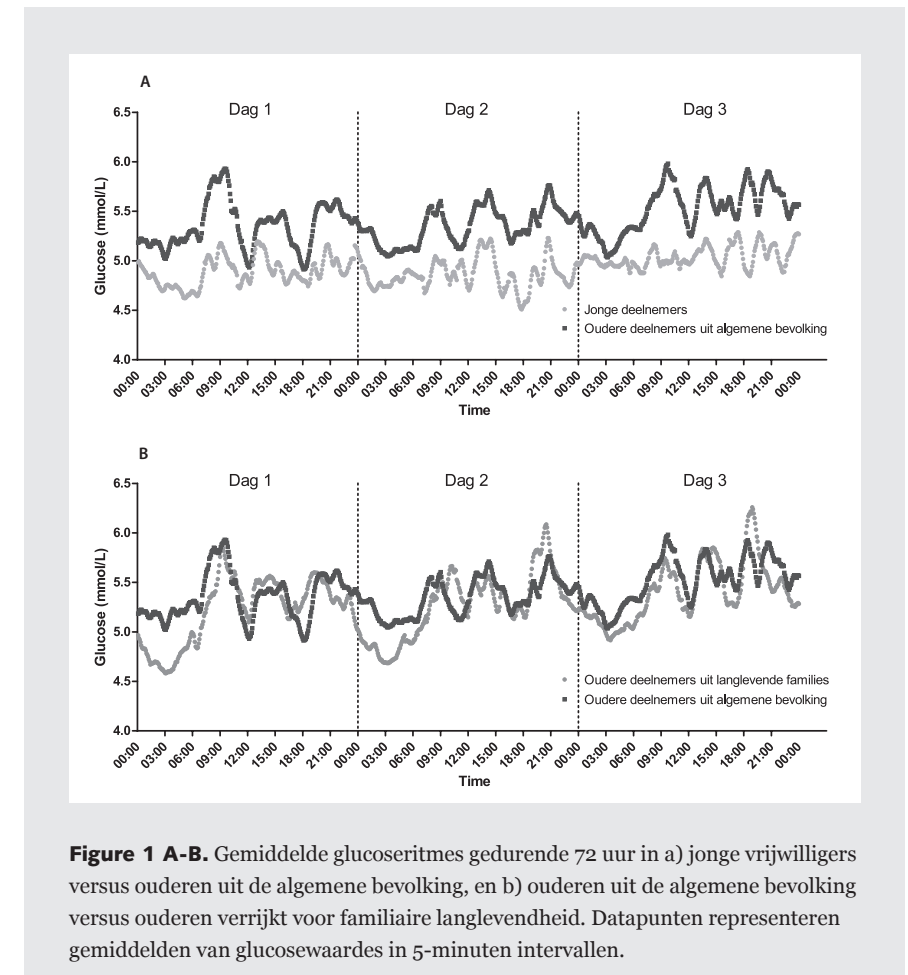 A
Dag 1 Dag 2 Dag 3
6.5
6.0
5.5
5.0
4.5
4.0
Glucose (mmol/L)
Jonge deelnemers
Oudere deelnemers uit algemene bevolking
00:00 03:00 06:00 09:00 12:00 15:00 18:00 21:00 00:00 03:00 06:00 09:00 12:00 15:00 18:00 21:00 00:00 03:00 06:00 09:00 12:00 15:00 18:00 21:00 00:00
Time
B
Dag 1 Dag 2 Dag 3
6.5
6.0
5.5
5.0
4.5
4.0
Glucose (mmol/L)
Oudere deelnemers uit langlevende families
Oudere deelnemers uit algemene bevolking
00:00 03:00 06:00 09:00 12:00 15:00 18:00 21:00 00:00 03:00 06:00 09:00 12:00 15:00 18:00 21:00 00:00 03:00 06:00 09:00 12:00 15:00 18:00 21:00 00:00
Time
Figure 1 A-B. Gemiddelde glucoseritmes gedurende 72 uur in a) jonge vrijwilligers
versus ouderen uit de algemene bevolking, en b) ouderen uit de algemene bevolking
versus ouderen verrijkt voor familiaire langlevendheid. Datapunten representeren
gemiddelden van glucosewaardes in 5-minuten intervallen.